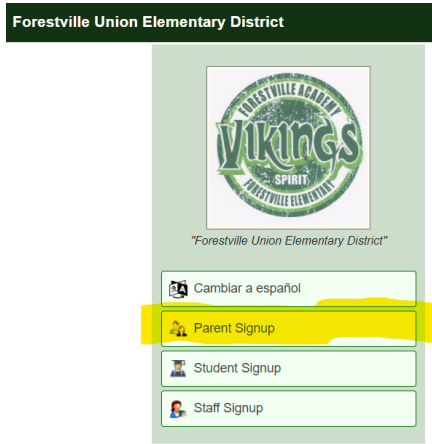 Forestville Union Elementary District
FORESTVILLE ACADEMY
VIKINGS
SPIRIT
FORESTVILLE ELEMENTARY
"Forestville Union Elementary District"
Cambiar a español
Parent Signup
Student Signup
Staff Signup